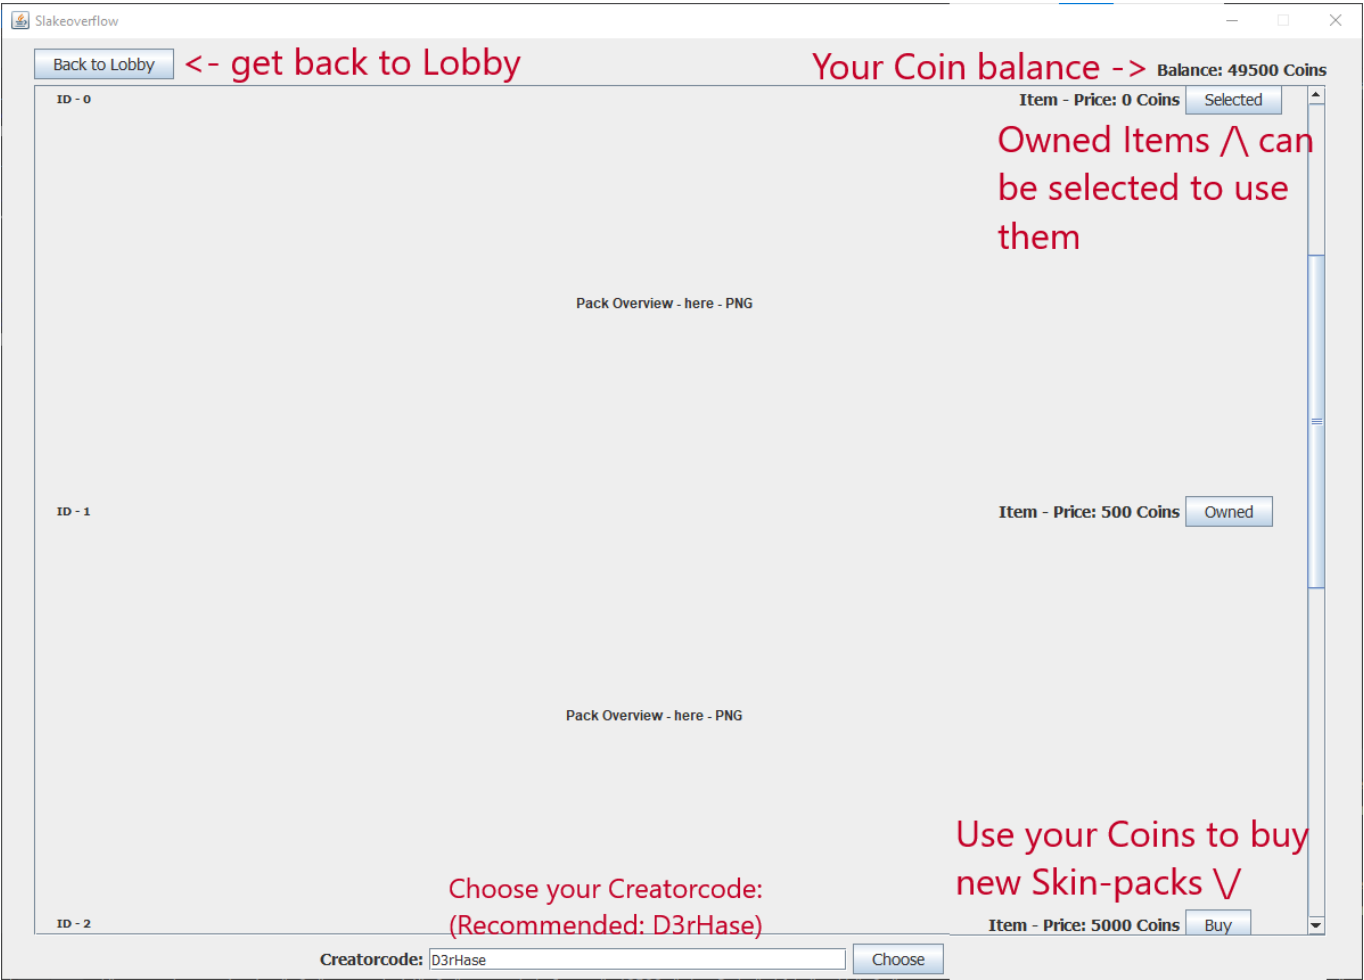 Slakeoverflow
Back to Lobby <- get back to Lobby Your Coin balance -> Balance: 49500 Coins
ID - 0 Item - Price: 0 Coins Selected
Owned Items /\ can
be selected to use
them
Pack Overview - here - PNG
ID - 1 Item - Price: 500 Coins Owned
Pack Overview - here - PNG
Use your Coins to buy
new Skin-packs \/
Choose your Creatorcode:
(Recommended: D3rHase)
ID - 2 Item - Price: 5000 Coins Buy
Creatorcode: D3rHase Choose